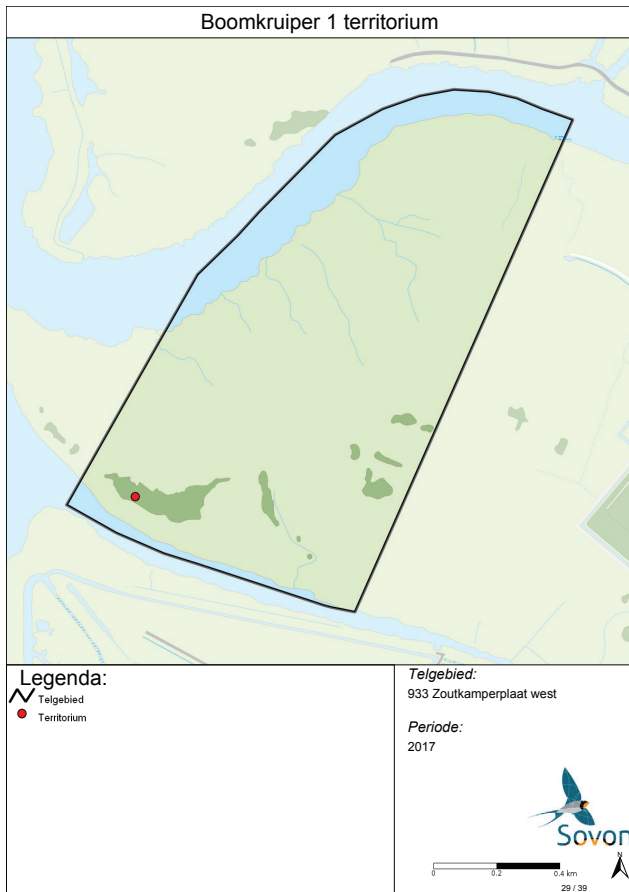 Boomkruiper 1 territorium
Legenda:
Telgebied
Territorium
Telgebied:
933 Zoutkamperplaat west
Periode:
2017
Sovon
N
0 0.2 0.4 km
29 / 39